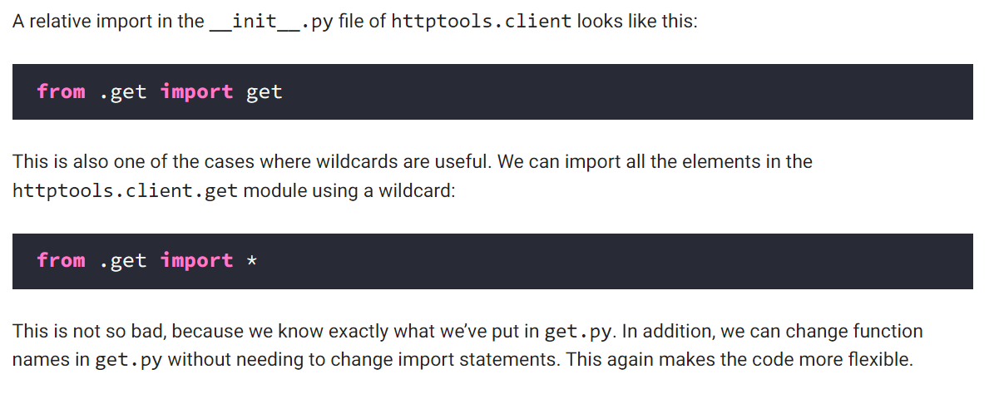 A relative import in the __init__.py file of httptools.client looks like this:
from .get import get
This is also one of the cases where wildcards are useful. We can import all the elements in the
httptools.client.get module using a wildcard:
from .get import *
This is not so bad, because we know exactly what we’ve put in get.py. In addition, we can change function
names in get.py without needing to change import statements. This again makes the code more flexible.